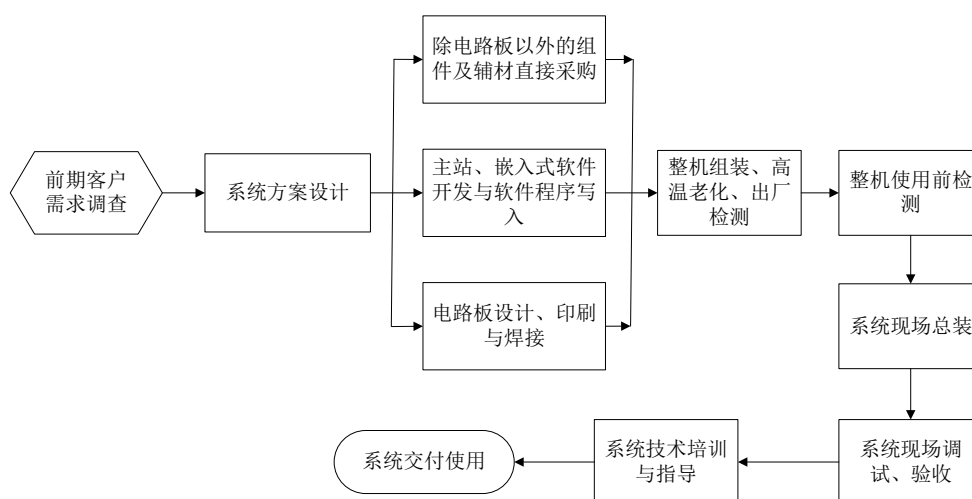 前期客户
需求调查
系统方案设计
除电路板以外的组
件及辅材直接采购
主站、嵌入式软件
开发与软件程序写
入
电路板设计、印刷
与焊接
整机组装、高
温老化、出厂
检测
整机使用前检
测
系统现场总装
系统现场调
试、验收
系统技术培训
与指导
系统交付使用